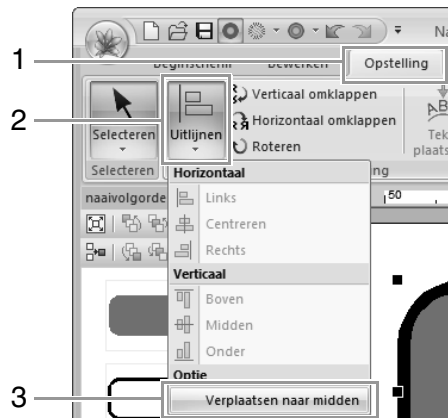 Na
1
Beginscherm Bewerken Opstelling
2
Selecteren
Uitlijnen
Verticaal omklappen
Horizontaal omklappen
Roteren
Tek
plaats
Selecteren
ng
Horizontaal
naaivolgorde
Links
50
Centreren
Rechts
Verticaal
Boven
Midden
Onder
Optie
3
Verplaatsen naar midden